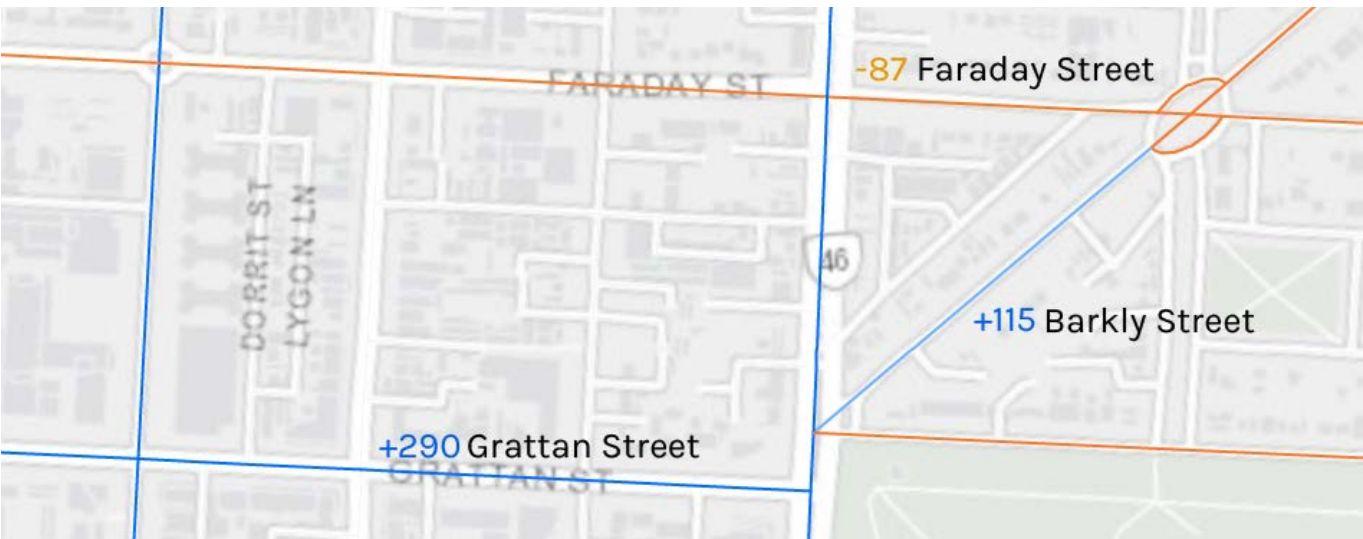 -87 Faraday Street
FARADAY ST
DORRIT ST
LYGON LN
46
+115 Barkly Street
+290 Grattan Street
GRATTAN ST